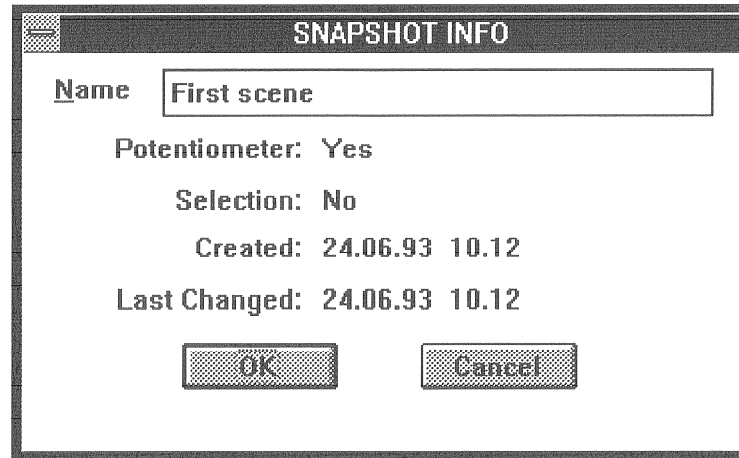 SNAPSHOT INFO
Name First scene
Potentiometer: Yes
Selection: No
Created: 24.06.93 10.12
Last Changed: 24.06.93 10.12
OK Cancel